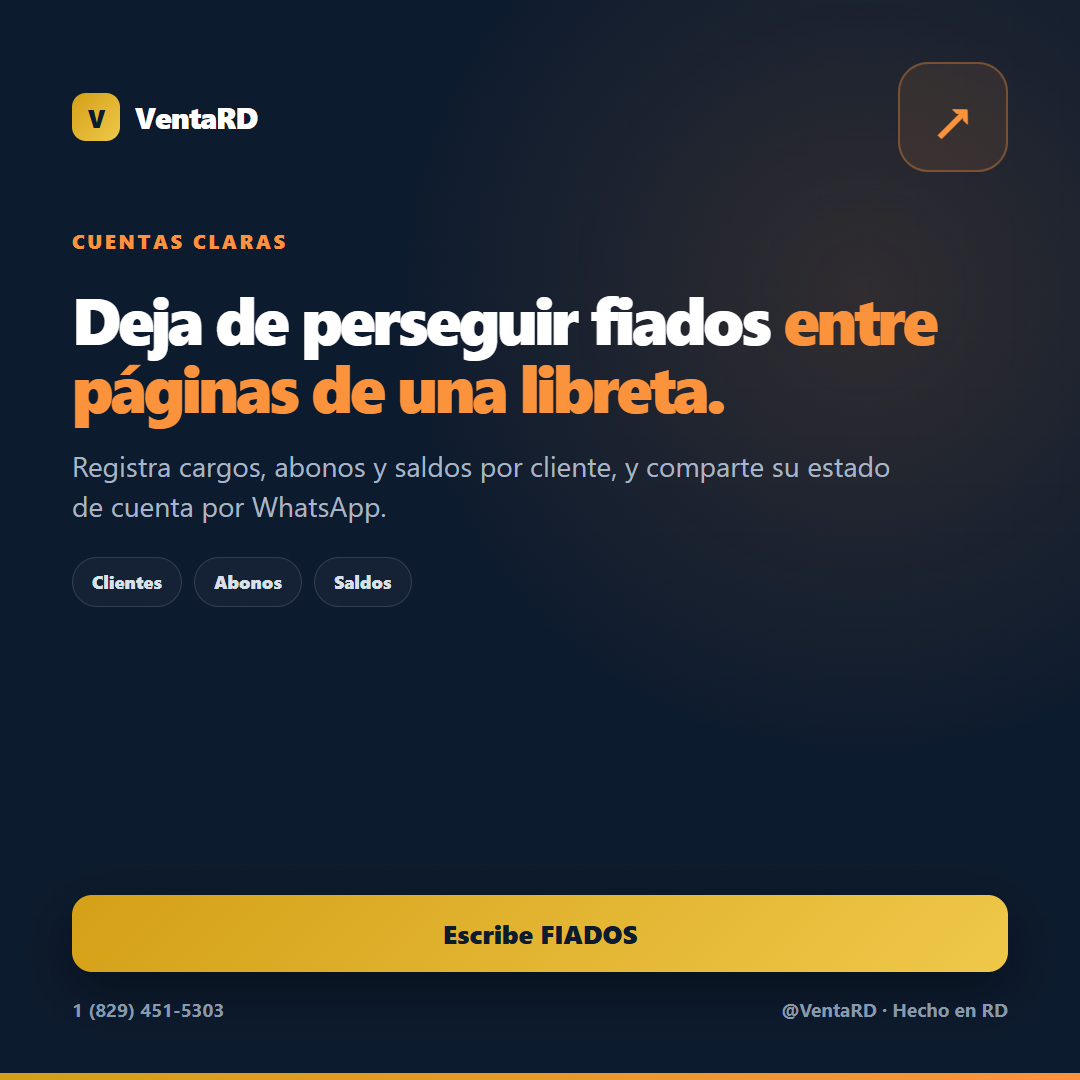 V VentaRD
CUENTAS CLARAS
Deja de perseguir fiados entre
páginas de una libreta.
Registra cargos, abonos y saldos por cliente, y comparte su estado
de cuenta por WhatsApp.
Clientes Abonos Saldos
Escribe FIADOS
1 (829) 451-5303 @VentaRD · Hecho en RD